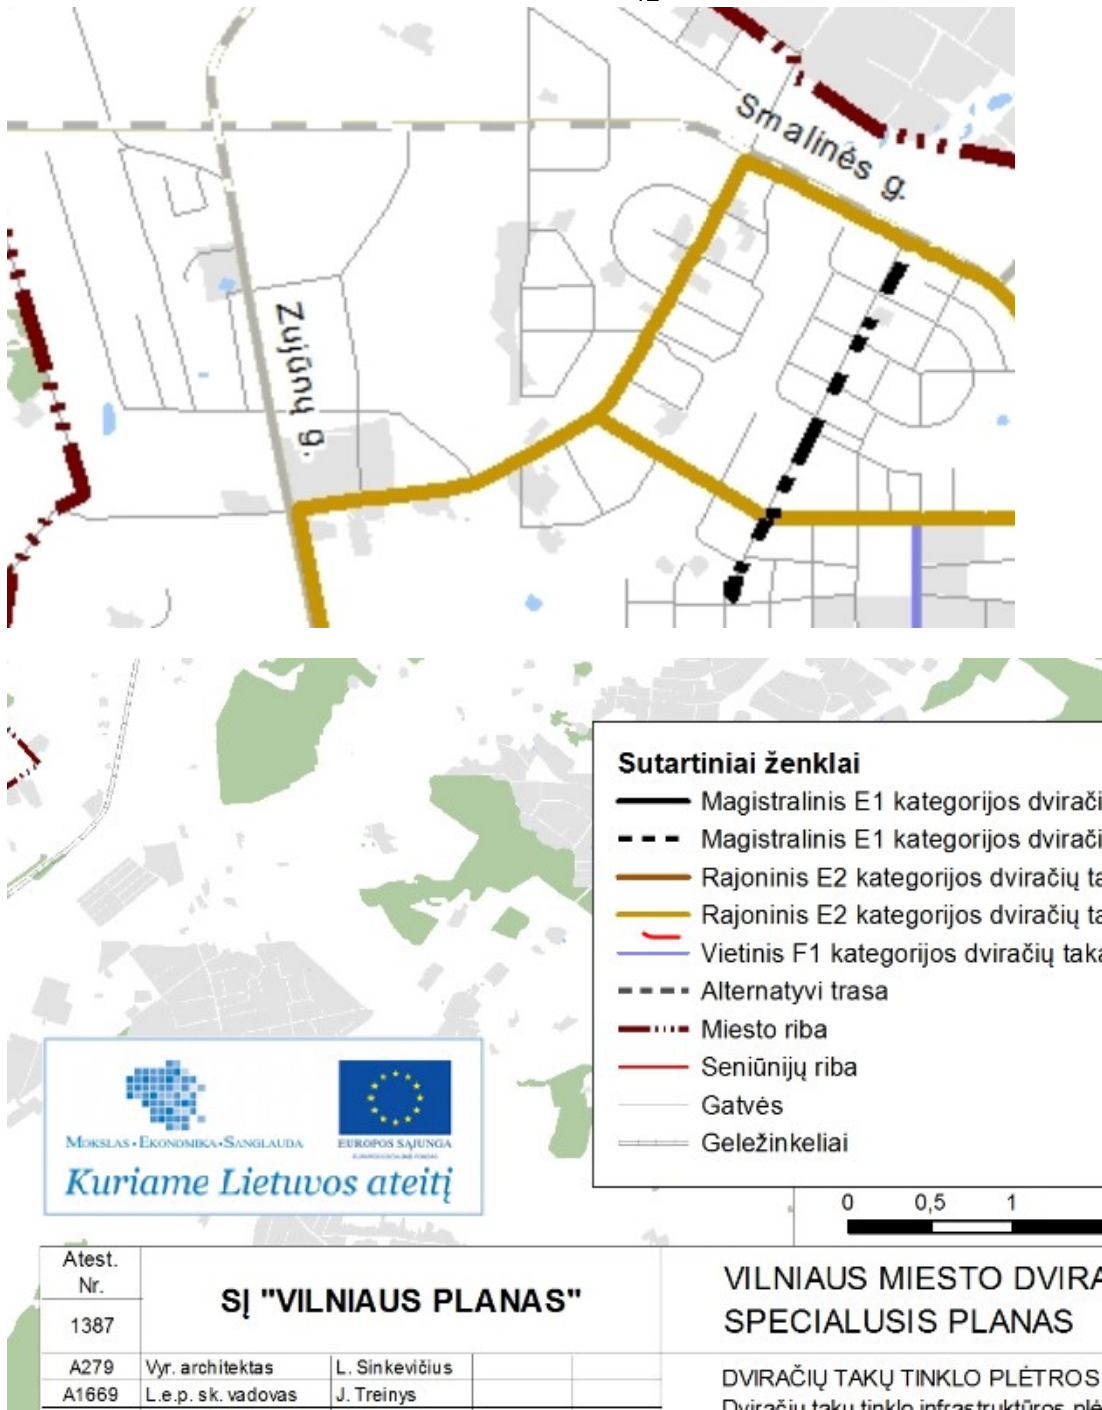 Smalinės g.
Zujūnų g.
Sutartiniai ženklai
Magistralinis E1 kategorijos dvirači
Magistralinis E1 kategorijos dvirači
Rajoninis E2 kategorijos dviračių ta
Rajoninis E2 kategorijos dviračių ta
Vietinis F1 kategorijos dviračių taka
Alternatyvi trasa
Miesto riba
Seniūnijų riba
Gatvės
Geležinkeliai
MOKSLAS • EKONOMIKA • SANGLAUDA
EUROPOS SĄJUNGA
Kuriame Lietuvos ateitį
0 0,5 1
Atest.
Nr.
1387
SĮ "VILNIAUS PLANAS"
VILNIAUS MIESTO DVIRA
SPECIALUSIS PLANAS
A279 Vyr. architektas L. Sinkevičius
A1669 L.e.p. sk. vadovas J. Treinys
DVIRAČIŲ TAKŲ TINKLO PLĖTROS